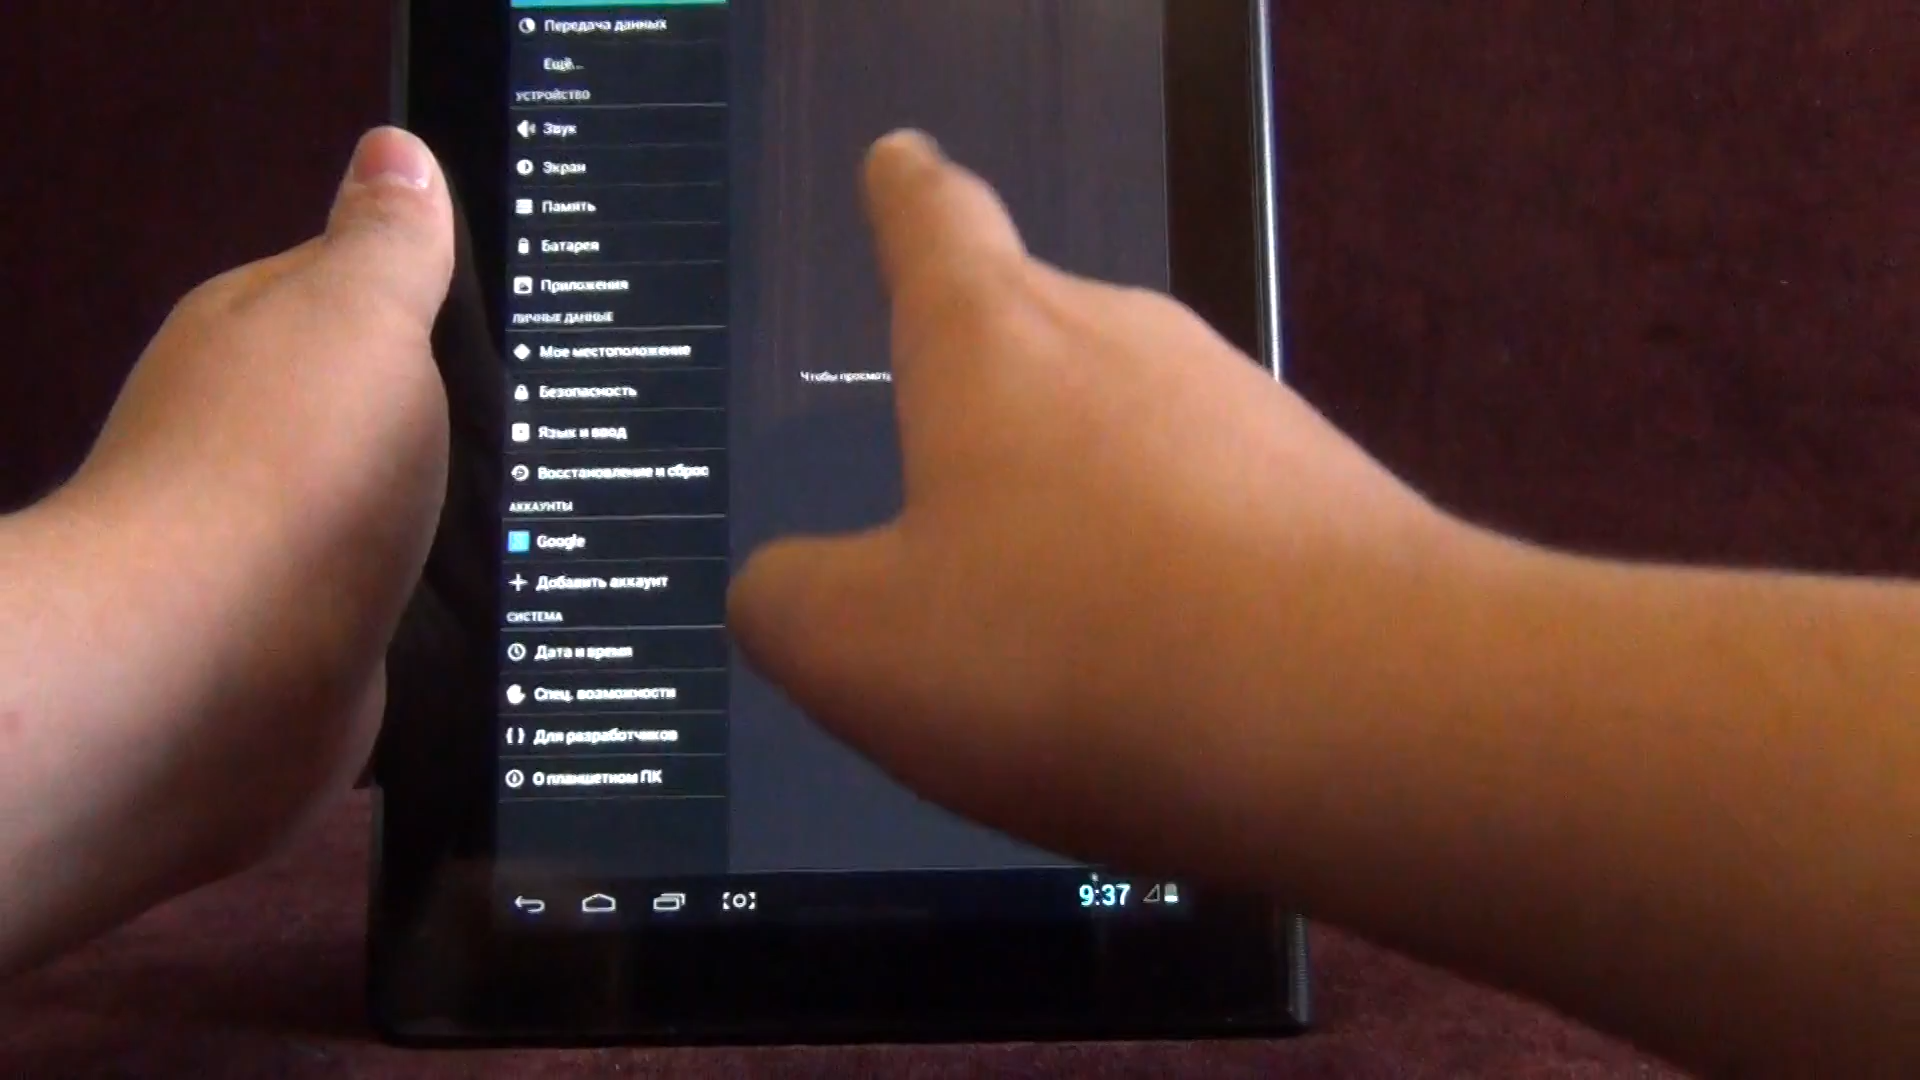 Передача данных
Ещё...
УСТРОЙСТВО
Звук
Экран
Память
Батарея
Приложения
ЛИЧНЫЕ ДАННЫЕ
Мое местоположение
Безопасность
Язык и ввод
Восстановление и сброс
Чтобы
АККАУНТЫ
Google
Добавить аккаунт
СИСТЕМА
Дата и время
Спец. возможности
Для разработчиков
О планшетном ПК
9:37